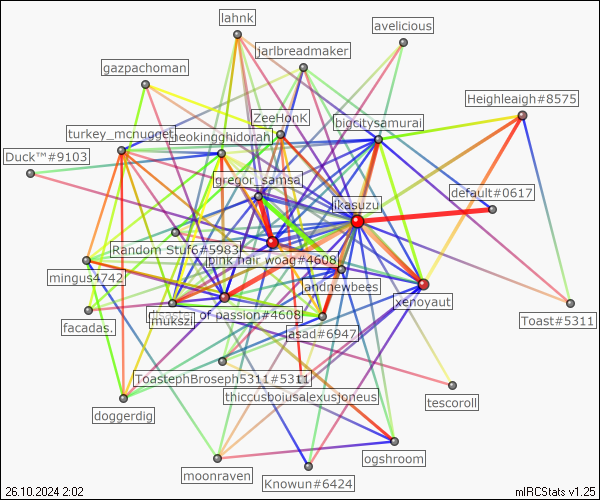 lahnk
avelicious
jarlbreadmaker
gazpachoman
Heighleaigh#8575
ZeeHonK
bigcitysamurai
turkey_mcnugget
neokingghidorah
Duck™#9103
gregor_samsa
default#0617
ikasuzu
Random Stuf6#5983
pink hair woag#4608
mingus4742
andnewbees
xenoyaut
of passion#4608
mukszi
facadas.
asad#6947
Toast#5311
ToastephBroseph5311#5311
thiccusboiusalexusjoneus
tescoroll
doggerdig
ogshroom
moonraven
Knowun#6424
26.10.2024 2:02
mIRCStats v1.25